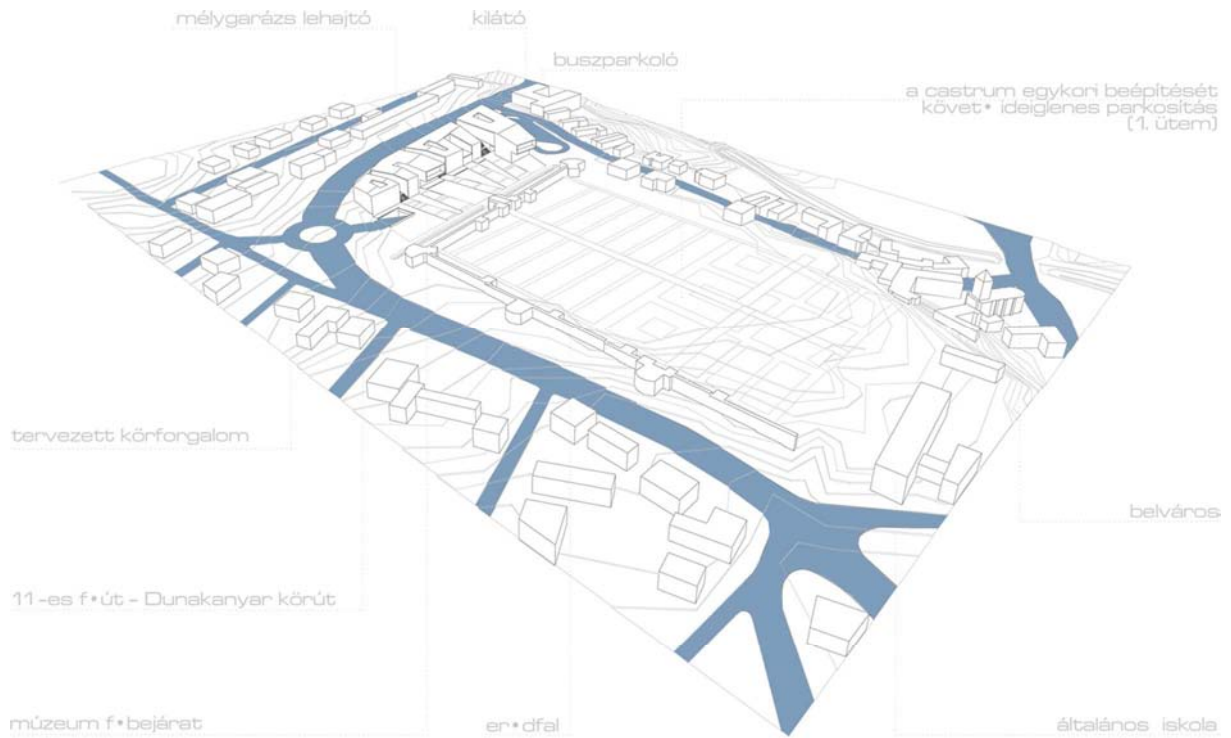 mélygarázs lehajtó
kilátó
buszparkoló
a castrum egykori beépítését
követ• ideiglenes parkosítás
(1. ütem)
tervezett körforgalom
belváros
11-es f•út - Dunakanyar körút
múzeum f•bejárat
er•dfal
általános iskola